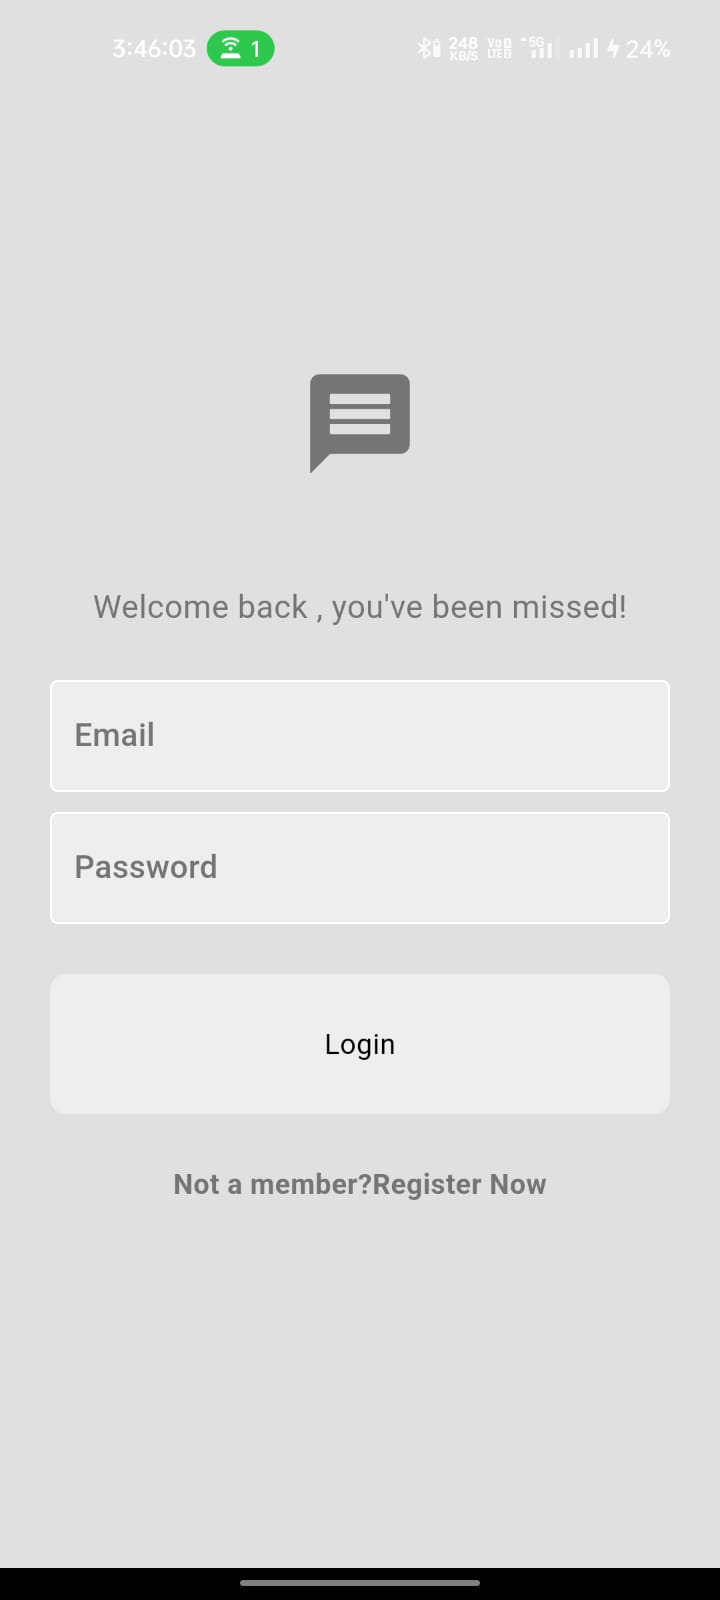 3:46:03 1 248 KB/S Vo LTE 2 5G 24%
Welcome back , you've been missed!
Email
Password
Login
Not a member?Register Now